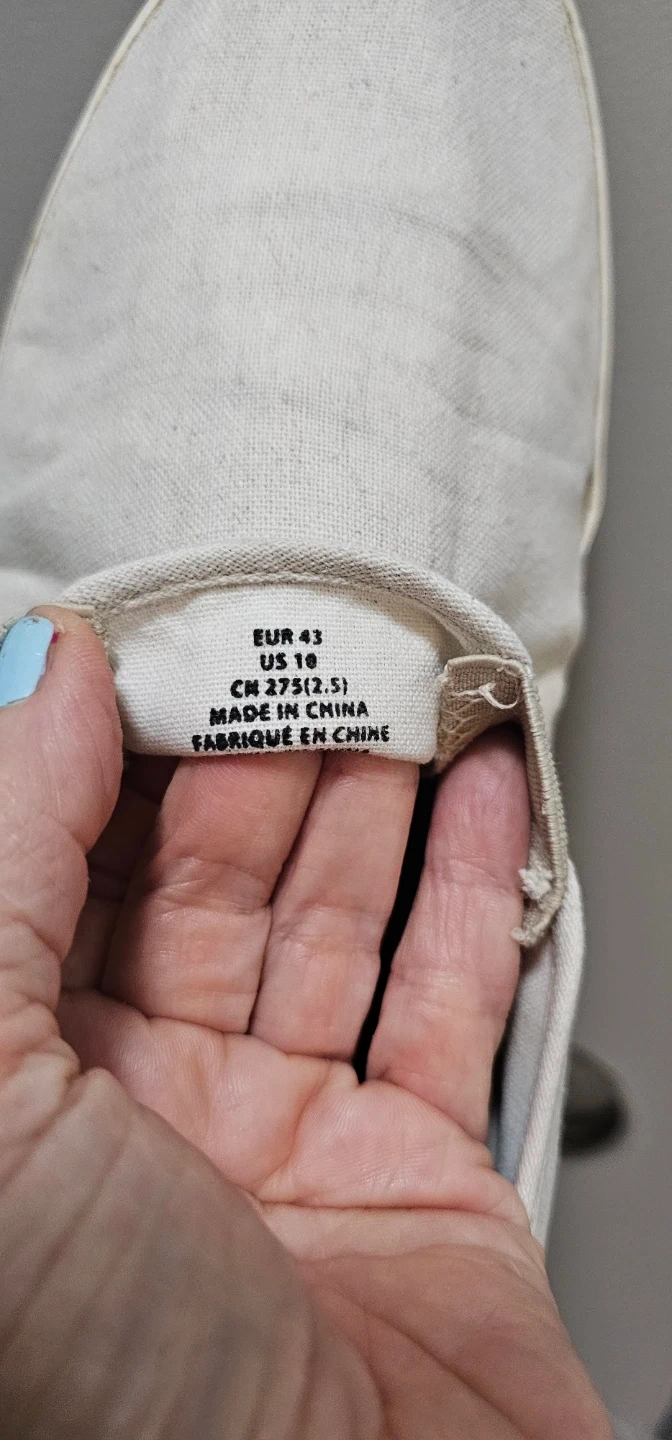 EUR 43
US 10
CN 275(2.5)
MADE IN CHINA
FABRIQUÉ EN CHINE